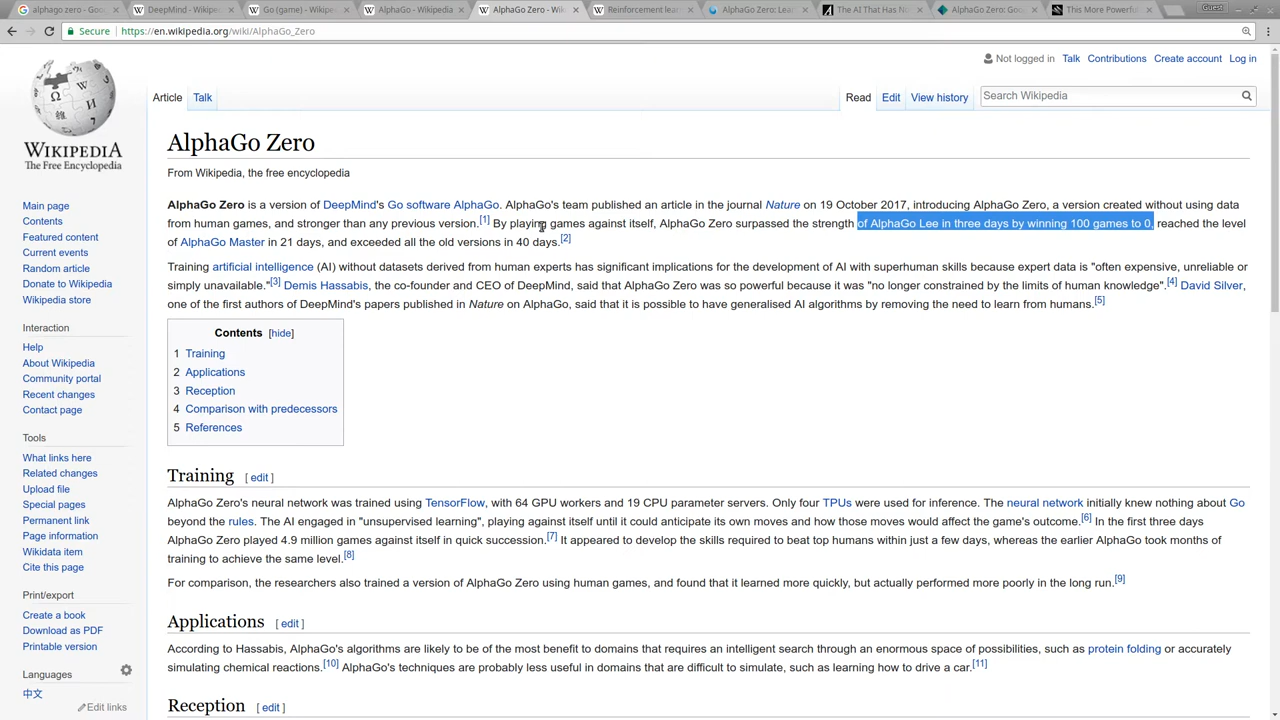 alphago zero - Goo
DeepMind - Wikiped
Go (game) - Wikipe
AlphaGo - Wikipedia
AlphaGo Zero - Wik
Reinforcement lear
AlphaGo Zero: Lear
The AI That Has No
AlphaGo Zero: Goo
This More Powerful
Guest
Secure
https://en.wikipedia.org/wiki/AlphaGo_Zero
Not logged in Talk Contributions Create account Log in
Article Talk Read Edit View history Search Wikipedia
WIKIPEDIA
The Free Encyclopedia
Main page
Contents
Featured content
Current events
Random article
Donate to Wikipedia
Wikipedia store
Interaction
Help
About Wikipedia
Community portal
Recent changes
Contact page
Tools
What links here
Related changes
Upload file
Special pages
Permanent link
Page information
Wikidata item
Cite this page
Print/export
Create a book
Download as PDF
Printable version
Languages
中文
Edit links
AlphaGo Zero
From Wikipedia, the free encyclopedia
AlphaGo Zero is a version of DeepMind's Go software AlphaGo. AlphaGo's team published an article in the journal Nature on 19 October 2017, introducing AlphaGo Zero, a version created without using data
from human games, and stronger than any previous version.[1] By playing games against itself, AlphaGo Zero surpassed the strength of AlphaGo Lee in three days by winning 100 games to 0, reached the level
of AlphaGo Master in 21 days, and exceeded all the old versions in 40 days.[2]
Training artificial intelligence (AI) without datasets derived from human experts has significant implications for the development of AI with superhuman skills because expert data is "often expensive, unreliable or
simply unavailable."[3] Demis Hassabis, the co-founder and CEO of DeepMind, said that AlphaGo Zero was so powerful because it was "no longer constrained by the limits of human knowledge".[4] David Silver,
one of the first authors of DeepMind's papers published in Nature on AlphaGo, said that it is possible to have generalised AI algorithms by removing the need to learn from humans.[5]
Contents [hide]
1 Training
2 Applications
3 Reception
4 Comparison with predecessors
5 References
Training [ edit ]
AlphaGo Zero's neural network was trained using TensorFlow, with 64 GPU workers and 19 CPU parameter servers. Only four TPUs were used for inference. The neural network initially knew nothing about Go
beyond the rules. The AI engaged in "unsupervised learning", playing against itself until it could anticipate its own moves and how those moves would affect the game's outcome.[6] In the first three days
AlphaGo Zero played 4.9 million games against itself in quick succession.[7] It appeared to develop the skills required to beat top humans within just a few days, whereas the earlier AlphaGo took months of
training to achieve the same level.[8]
For comparison, the researchers also trained a version of AlphaGo Zero using human games, and found that it learned more quickly, but actually performed more poorly in the long run.[9]
Applications [ edit ]
According to Hassabis, AlphaGo's algorithms are likely to be of the most benefit to domains that requires an intelligent search through an enormous space of possibilities, such as protein folding or accurately
simulating chemical reactions.[10] AlphaGo's techniques are probably less useful in domains that are difficult to simulate, such as learning how to drive a car.[11]
Reception [ edit ]